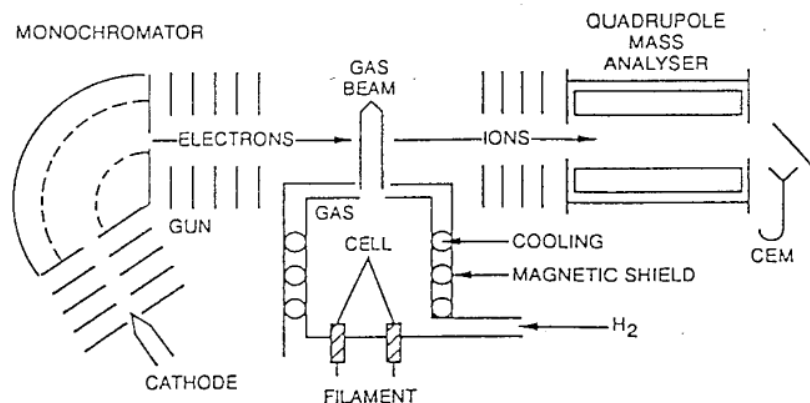 MONOCHROMATOR
QUADRUPOLE
MASS
ANALYSER
GAS
BEAM
ELECTRONS
IONS
GUN
GAS
CELL
COOLING
MAGNETIC SHIELD
CEM
H2
CATHODE
FILAMENT